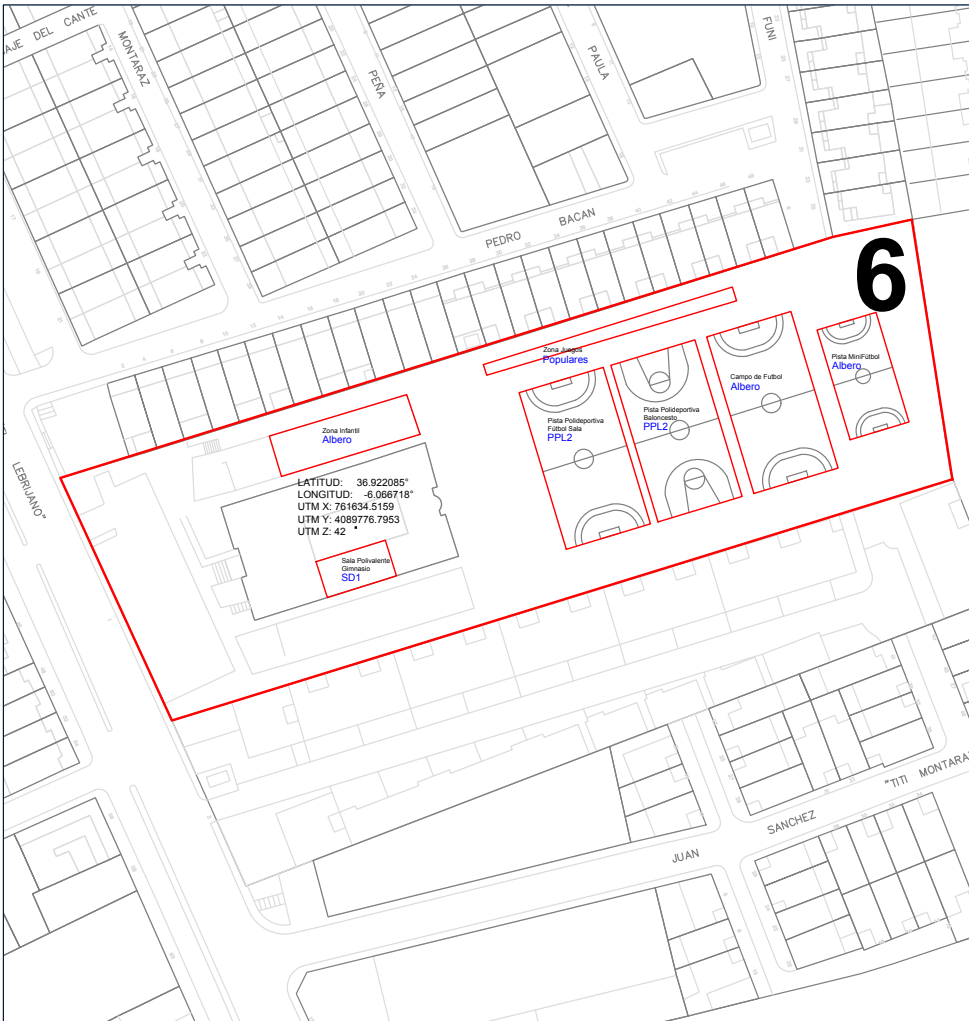 AJE DEL CANTE
MONTARAZ
PEÑA
PAULA
FUNI
PEDRO BACAN
6
Zona Juegos
Populares
Pista MiniFútbol
Albero
Campo de Futbol
Albero
Pista Polideportiva
Baloncesto
PPL2
Pista Polideportiva
Fútbol Sala
PPL2
Zona Infantil
Albero
LEBRIJANO"
LATITUD: 36.922085°
LONGITUD: -6.066718°
UTM X: 761634.5159
UTM Y: 4089776.7953
UTM Z: 42
Sala Polivalente
Gimnasio
SD1
JUAN SANCHEZ "TITI MONTARAZ